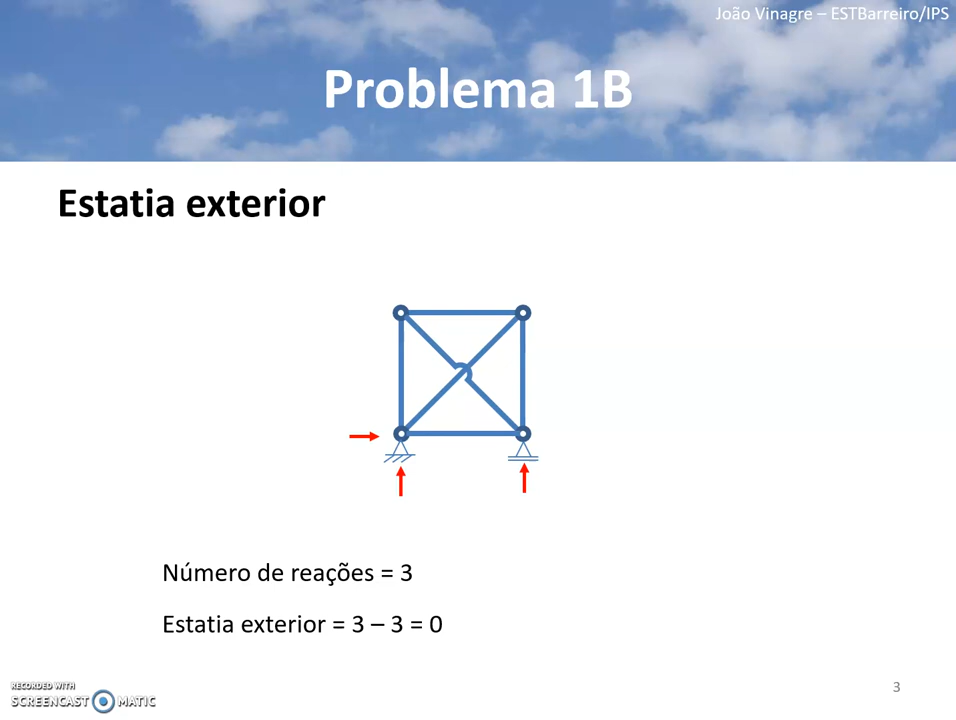 João Vinagre – ESTBarreiro/IPS
Problema 1B
Estatia exterior
Número de reações = 3
Estatia exterior = 3 – 3 = 0
RECORDED WITH
SCREENCAST MATIC
3